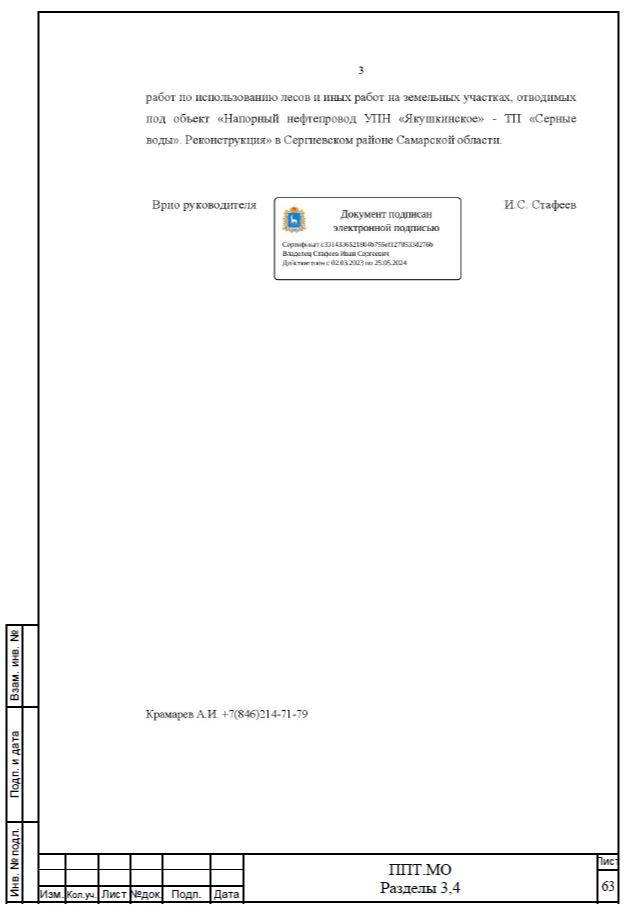 3
работ по использованию лесов и иных работ на земельных участках, отводимых
под объект «Напорный нефтепровод УПН «Якушкинское» - ТП «Серные
воды». Реконструкция» в Сергиевском районе Самарской области.
Врио руководителя
Документ подписан
электронной подписью
Сертификат
Владелец Стафеев Иван Сергеевич
Действителен с 02.03.2023 по 25.05.2024
И.С. Стафеев
Крамарев А.И. +7(846)214-71-79
Взам. инв. №
Подп. и дата
Инв. № подл.
Изм. Кол.уч. Лист №док. Подп. Дата
ППТ.МО
Разделы 3,4
Лист
63